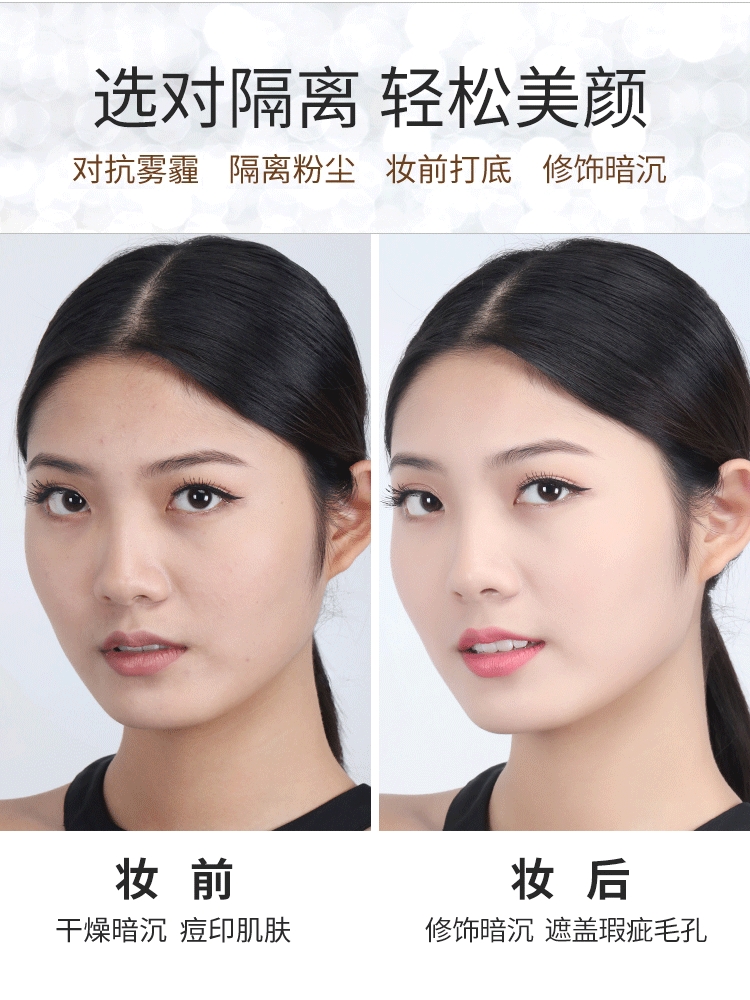 选对隔离 轻松美颜
对抗雾霾 隔离粉尘 妆前打底 修饰暗沉
妆 前
干燥暗沉 痘印肌肤
妆 后
修饰暗沉 遮盖瑕疵毛孔